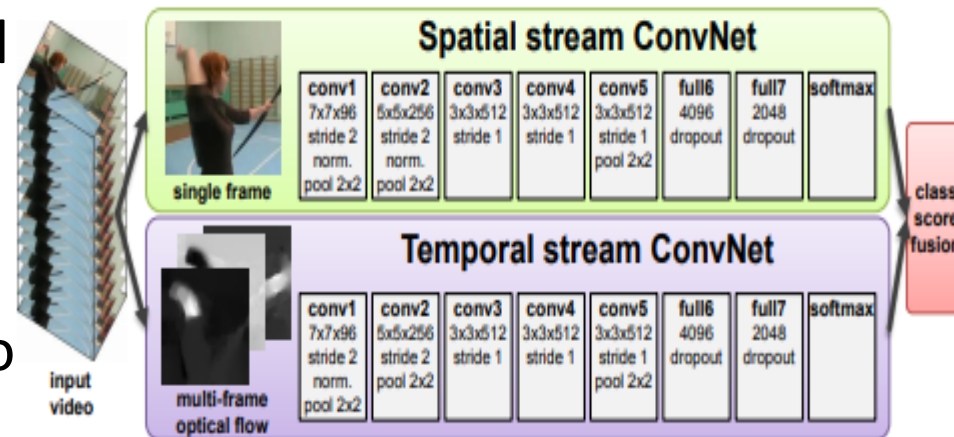 l
o
input
video
Spatial stream ConvNet
single frame
conv1
7x7x96
stride 2
norm.
pool 2x2
conv2
5x5x256
stride 2
norm.
pool 2x2
conv3
3x3x512
stride 1
conv4
3x3x512
stride 1
conv5
3x3x512
stride 1
pool 2x2
full6
4096
dropout
full7
2048
dropout
softmax
Temporal stream ConvNet
multi-frame
optical flow
conv1
7x7x96
stride 2
norm.
pool 2x2
conv2
5x5x256
stride 2
pool 2x2
conv3
3x3x512
stride 1
conv4
3x3x512
stride 1
conv5
3x3x512
stride 1
pool 2x2
full6
4096
dropout
full7
2048
dropout
softmax
class
score
fusion